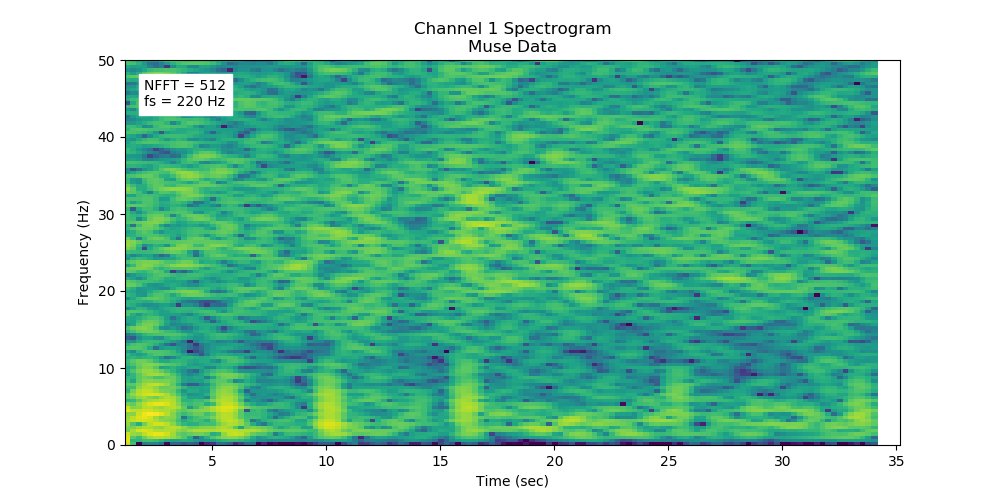 Channel 1 Spectrogram
Muse Data
NFFT = 512
fs = 220 Hz
50
40
30
20
10
0
Frequency (Hz)
5
10
15
20
25
30
35
Time (sec)